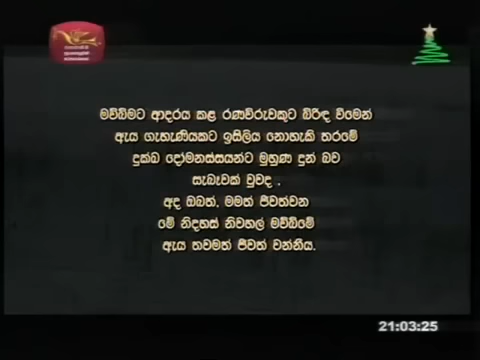 මව්බිමට ආදරය කළ රණවිරුවකුට බිරිඳ වීමෙන්
ඇය ගැහැණියකට ඉසිලිය නොහැකි තරමේ
දුක්ඛ දෝමනස්සයන්ට මුහුණ දුන් බව
සැබෑවක් වුවද .
අද ඔබත්, මමත් ජීවත්වන
මේ නිදහස් නිවහල් මව්බිමේ
ඇය තවමත් ජීවත් වන්නීය.
21:03:25